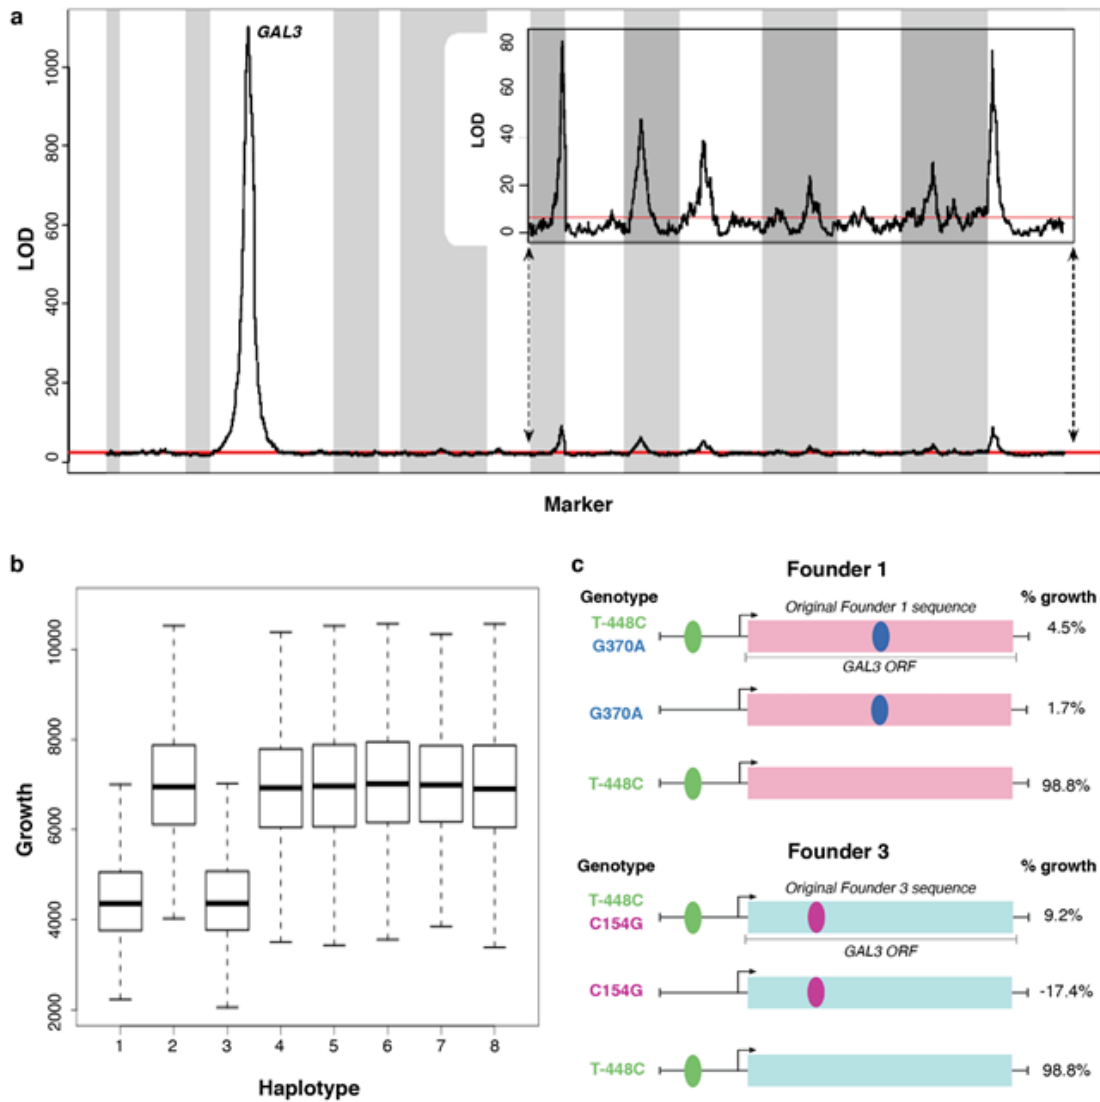 a
GAL3
LOD
0
200
400
600
800
1000
LOD
0
20
40
60
80
Marker
b
Growth
2000
4000
6000
8000
10000
1 2 3 4 5 6 7 8
Haplotype
c
Founder 1
Genotype
% growth
Original Founder 1 sequence
T-448C
G370A
4.5%
GAL3 ORF
G370A
1.7%
T-448C
98.8%
Founder 3
Genotype
% growth
Original Founder 3 sequence
T-448C
C154G
9.2%
GAL3 ORF
C154G
-17.4%
T-448C
98.8%